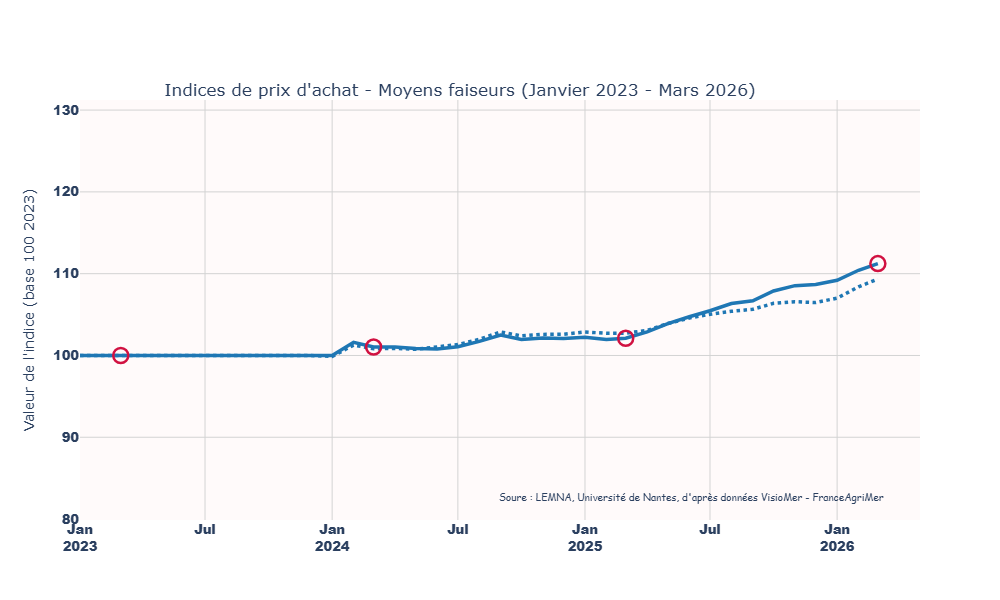 Indices de prix d'achat - Moyens faiseurs (Janvier 2023 - Mars 2026)
Valeur de l'indice (base 100 2023)
130
120
110
100
90
80
Soure : LEMNA, Université de Nantes, d'après données VisioMer - FranceAgriMer
Jan Jul Jan Jul Jan Jul Jan
2023 2024 2025 2026